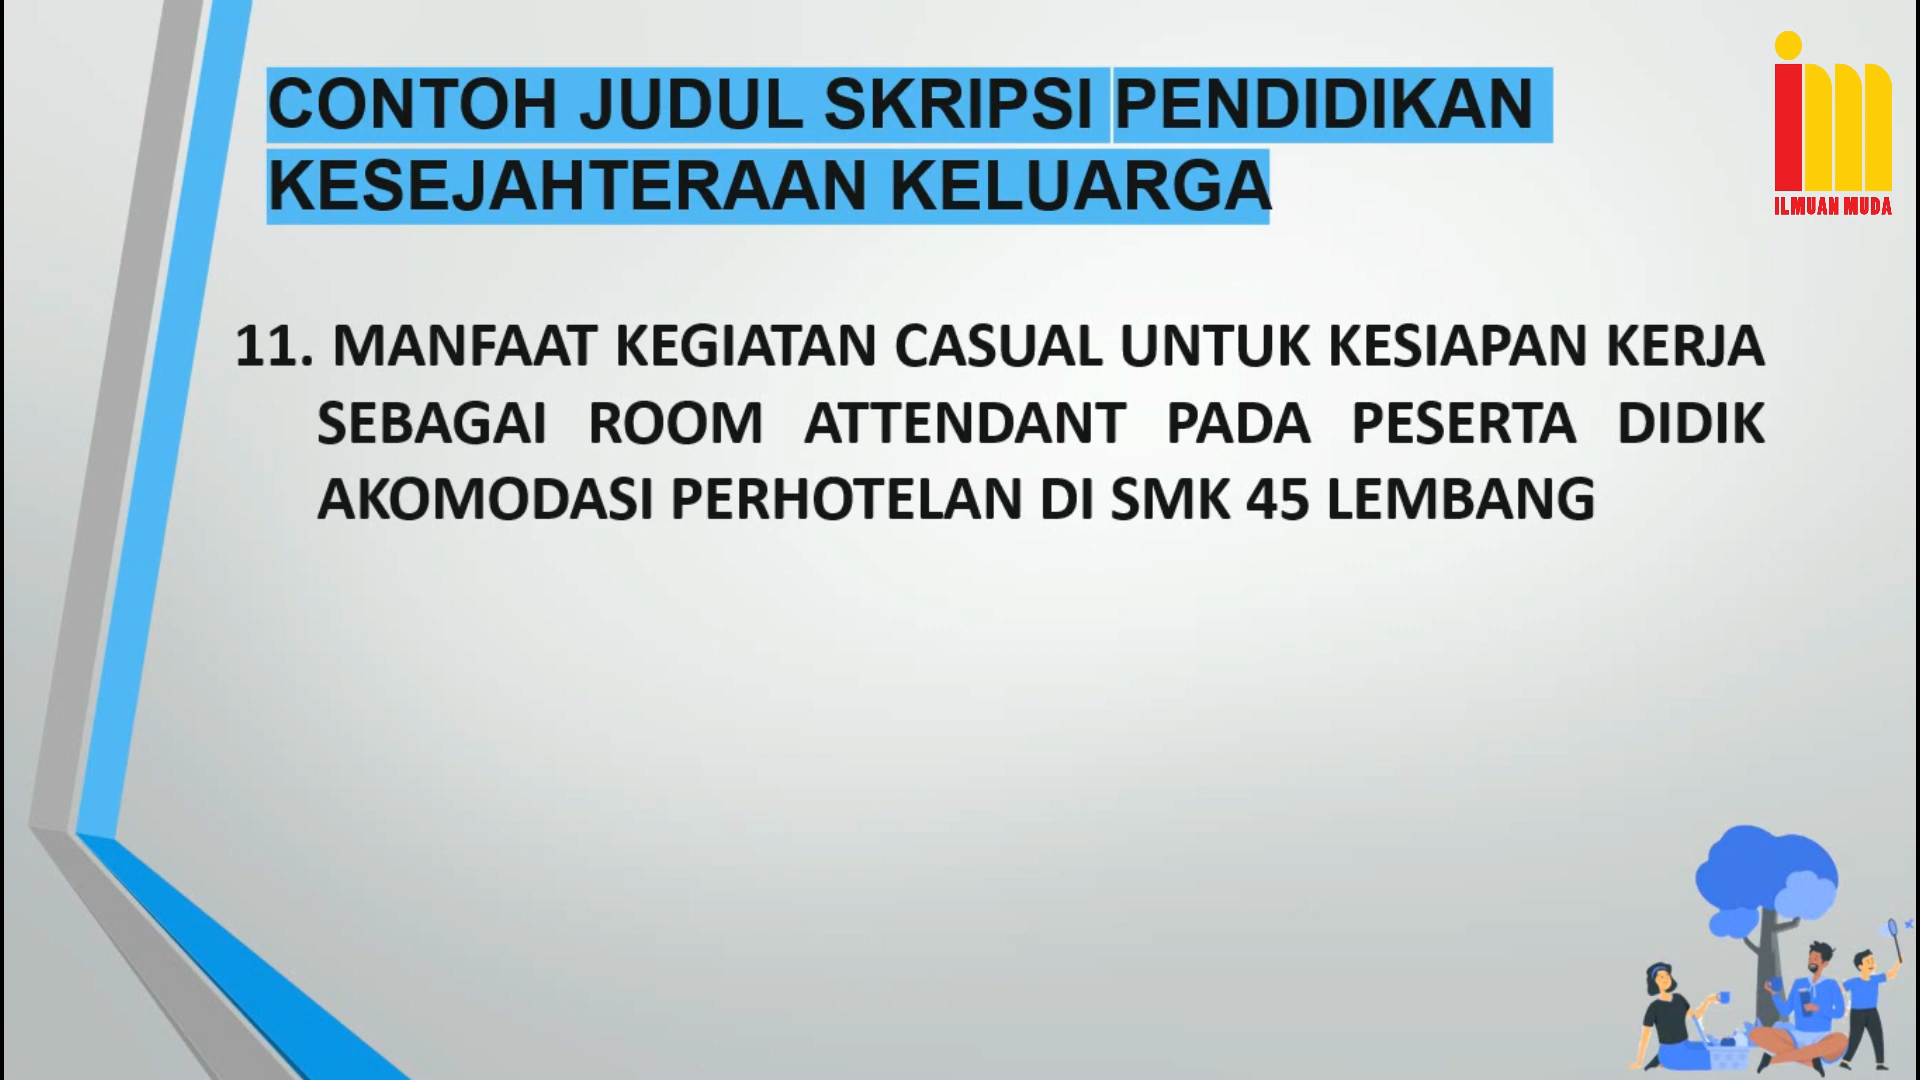 CONTOH JUDUL SKRIPSI PENDIDIKAN
KESEJAHTERAAN KELUARGA
ILMUAN MUDA
11. MANFAAT KEGIATAN CASUAL UNTUK KESIAPAN KERJA
SEBAGAI ROOM ATTENDANT PADA PESERTA DIDIK
AKOMODASI PERHOTELAN DI SMK 45 LEMBANG